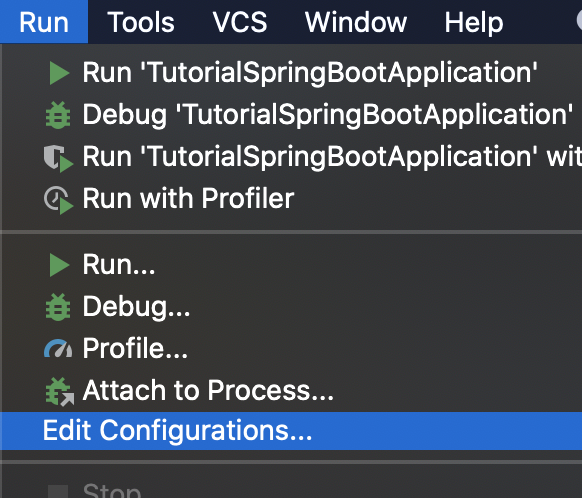 Run Tools VCS Window Help
Run 'TutorialSpringBootApplication'
Debug 'TutorialSpringBootApplication'
Run 'TutorialSpringBootApplication' wit
Run with Profiler
Run...
Debug...
Profile...
Attach to Process...
Edit Configurations...
Stop